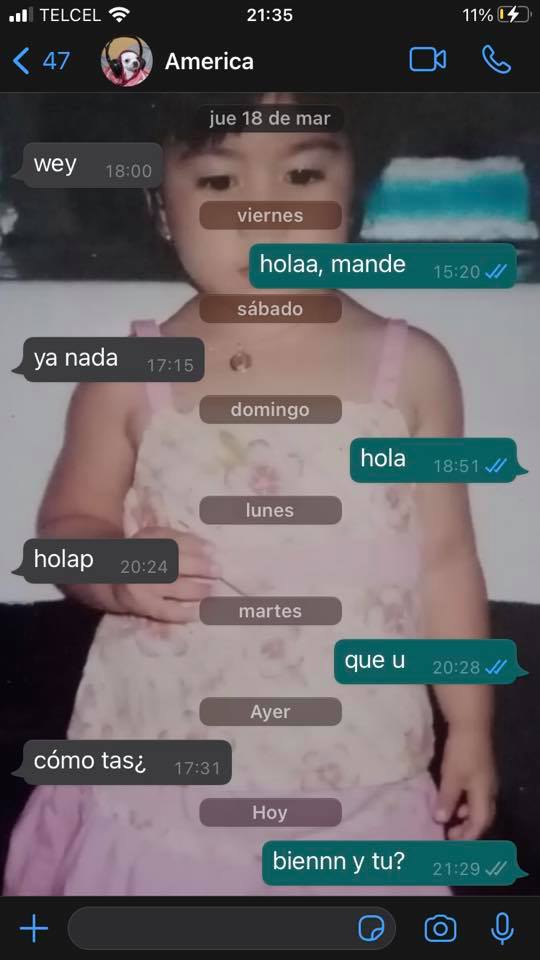 TELCEL 21:35 11%
47 America
jue 18 de mar
wey 18:00
viernes
holaa, mande 15:20
sábado
ya nada 17:15
domingo
hola 18:51
lunes
holap 20:24
martes
que u 20:28
Ayer
cómo tas¿ 17:31
Hoy
biennn y tu? 21:29